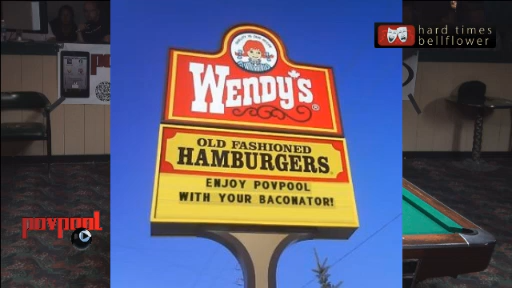 hard times
bellflower
WENDY'S
OLD FASHIONED
HAMBURGERS
ENJOY POVPOOL
WITH YOUR BACONATOR!
povpool